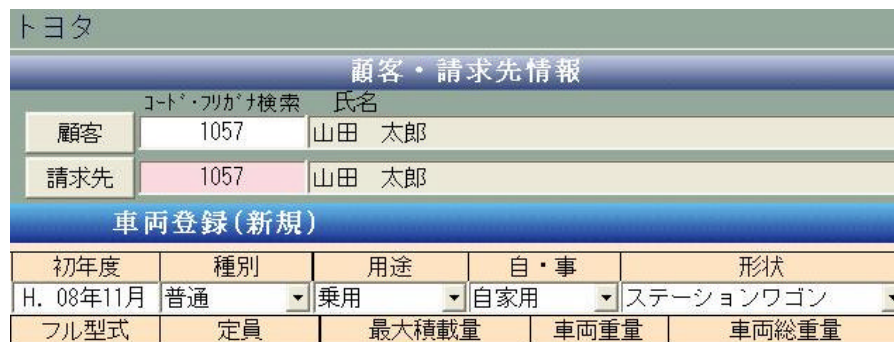 トヨタ
顧客・請求先情報
ｺｰﾄﾞ・ﾌﾘｶﾞﾅ検索 氏名
顧客 1057 山田 太郎
請求先 1057 山田 太郎
車両登録(新規)
初年度 種別 用途 自・事 形状
H. 08年11月 普通 乗用 自家用 ステーションワゴン
フル型式 定員 最大積載量 車両重量 車両総重量